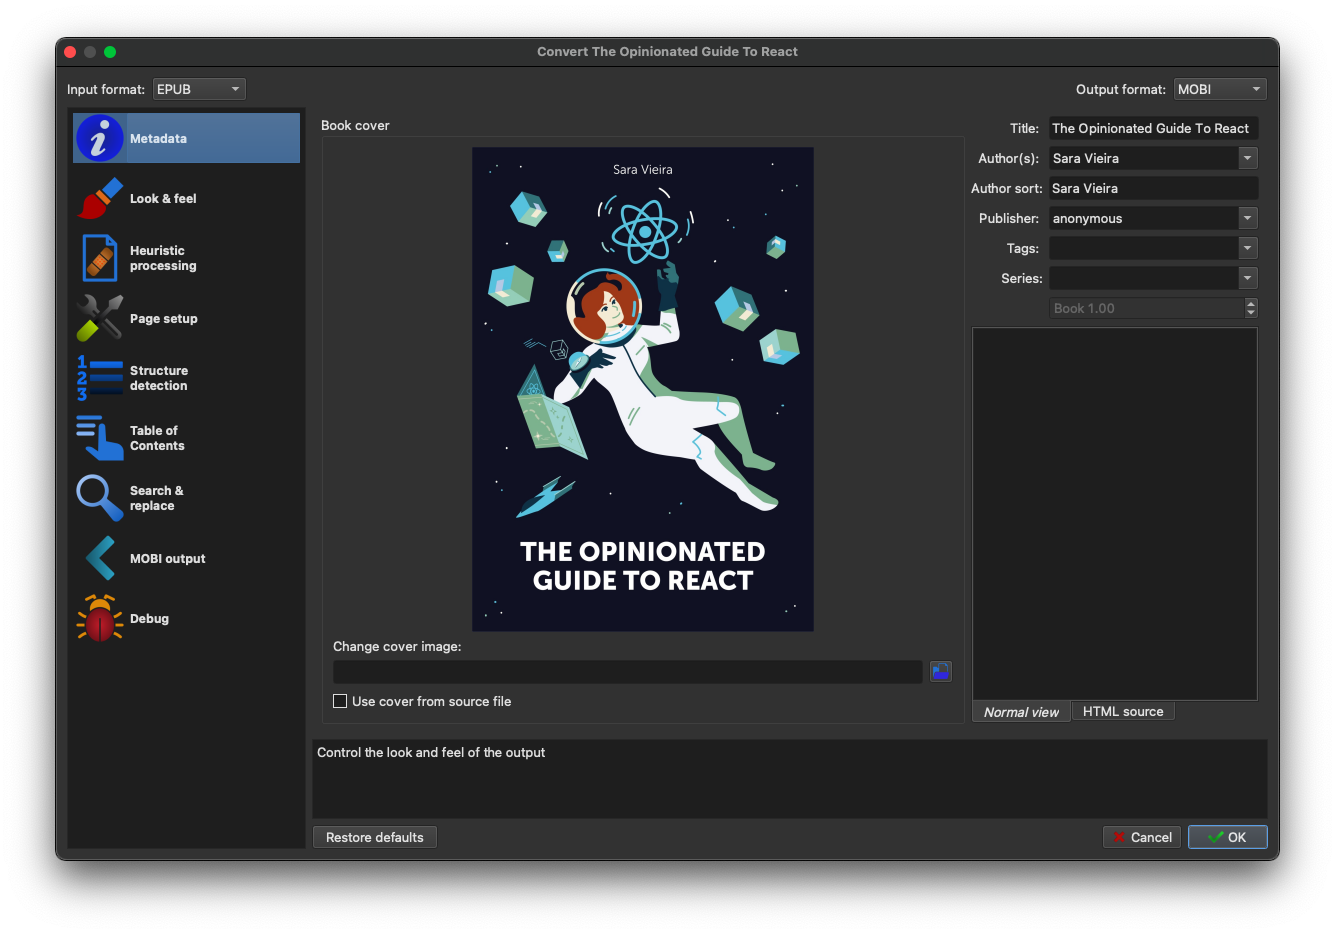 Convert The Opinionated Guide To React
Input format: EPUB
Output format: MOBI
Metadata
Look & feel
Heuristic
processing
Page setup
1
2
3
Structure
detection
Table of
Contents
Search &
replace
MOBI output
Debug
Book cover
Sara Vieira
THE OPINIONATED
GUIDE TO REACT
Change cover image:
Use cover from source file
Title: The Opinionated Guide To React
Author(s): Sara Vieira
Author sort: Sara Vieira
Publisher: anonymous
Tags:
Series:
Book 1.00
Normal view
HTML source
Control the look and feel of the output
Restore defaults
Cancel
OK